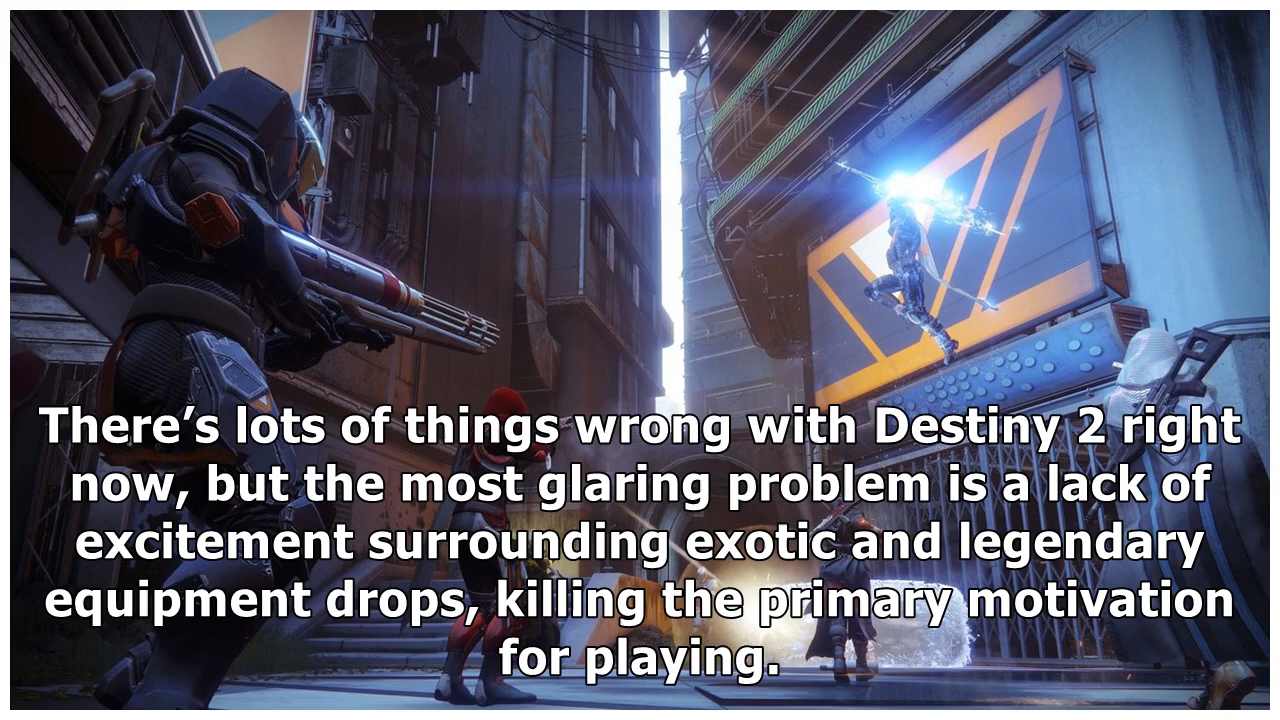 There’s lots of things wrong with Destiny 2 right
now, but the most glaring problem is a lack of
excitement surrounding exotic and legendary
equipment drops, killing the primary motivation
for playing.